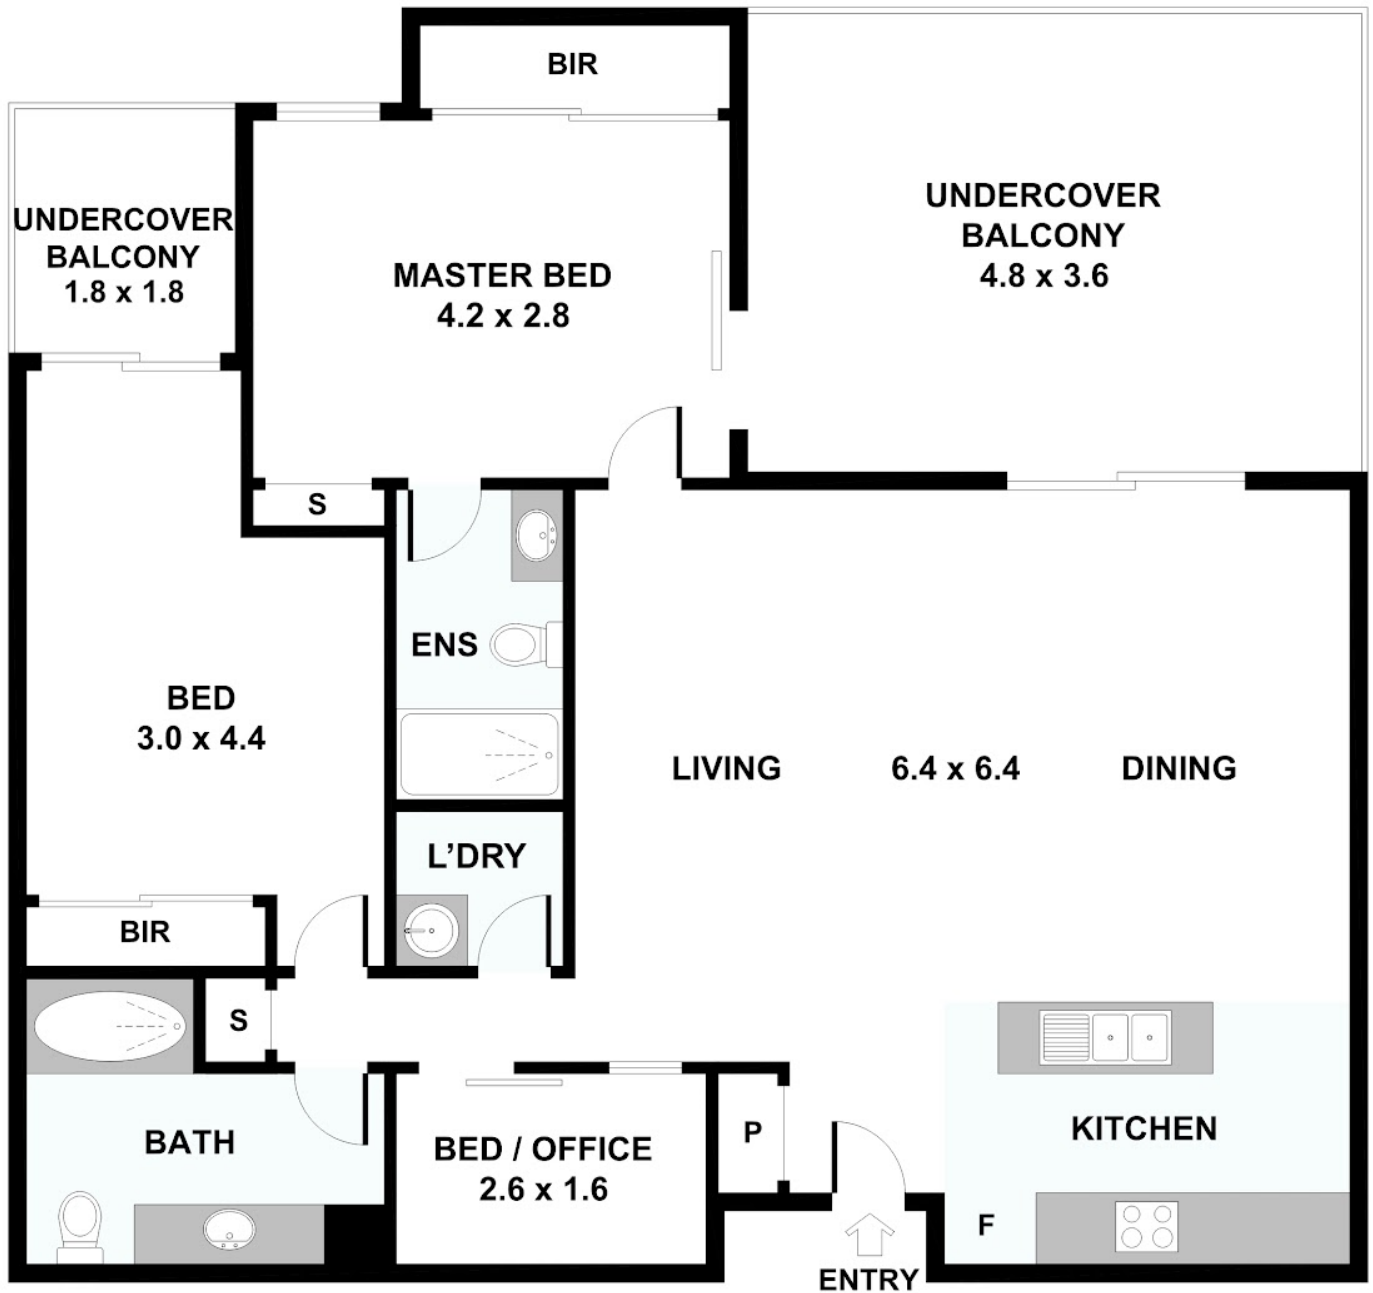 BIR
UNDERCOVER
BALCONY
1.8 x 1.8
MASTER BED
4.2 x 2.8
UNDERCOVER
BALCONY
4.8 x 3.6
S
ENS
BED
3.0 x 4.4
LIVING
6.4 x 6.4
DINING
L’DRY
BIR
S
BATH
BED / OFFICE
2.6 x 1.6
P
KITCHEN
F
ENTRY